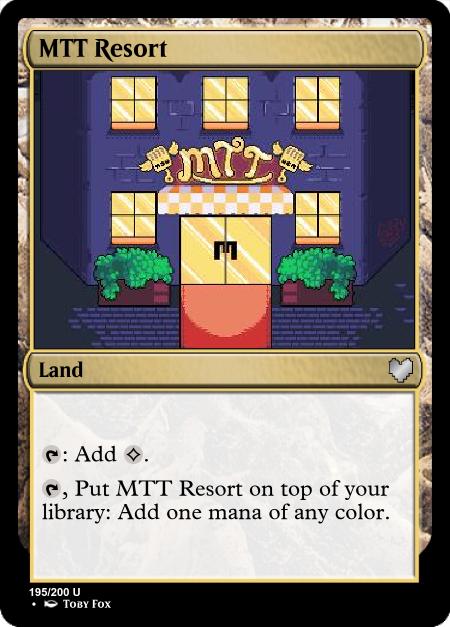 MTT Resort
MTT
M
Land
: Add .
, Put MTT Resort on top of your
library: Add one mana of any color.
195/200 U
• Toby Fox